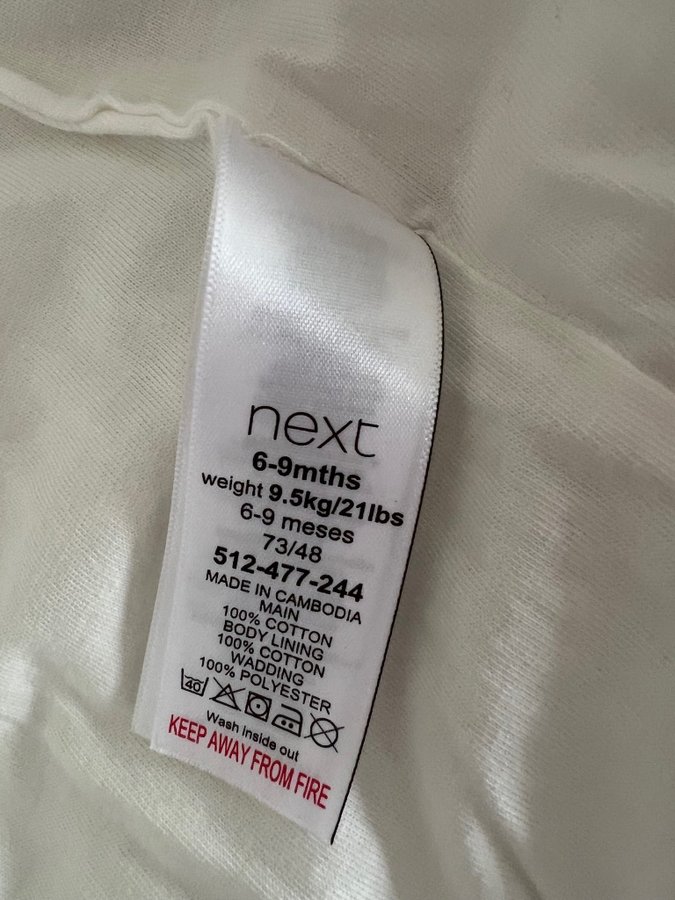 next
6-9mths
weight 9.5kg/21lbs
6-9 meses
73/48
512-477-244
MADE IN CAMBODIA
MAIN
100% COTTON
BODY LINING
100% COTTON
WADDING
100% POLYESTER
40
Wash inside out
KEEP AWAY FROM FIRE